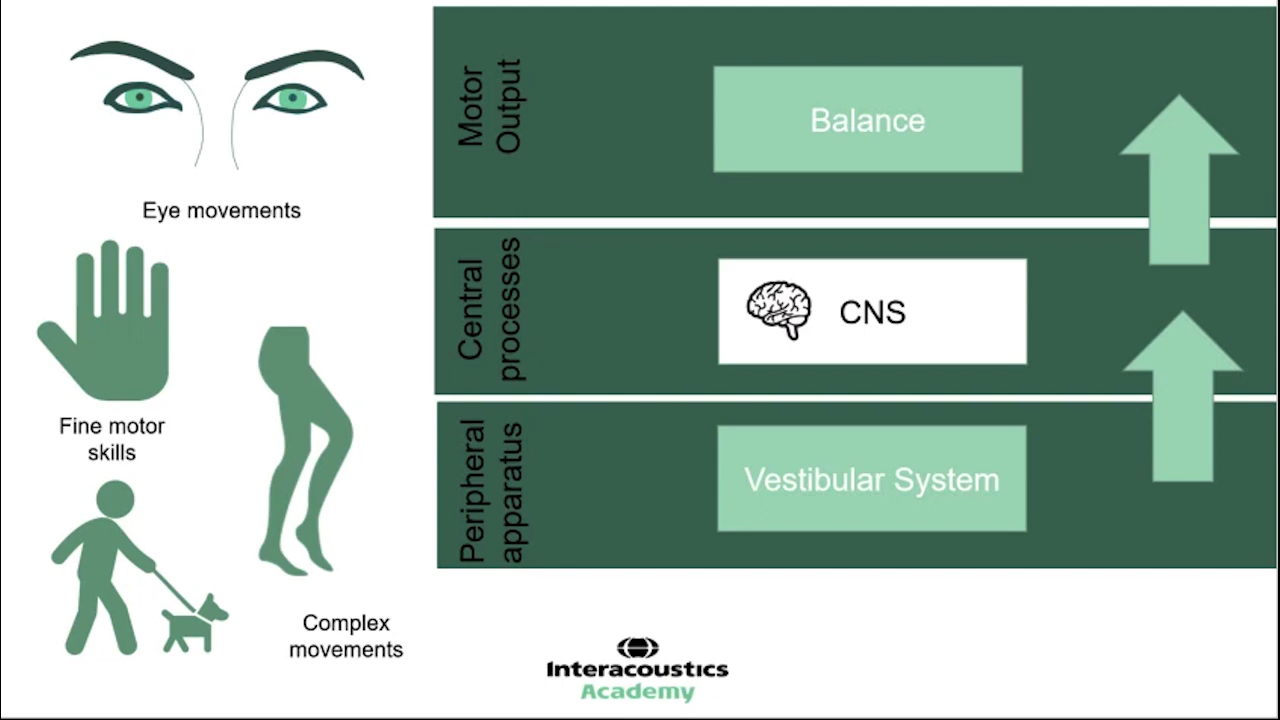 Eye movements
Fine motor
skills
Complex
movements
Motor
Output
Balance
Central
processes
CNS
Peripheral
apparatus
Vestibular System
Interacoustics
Academy